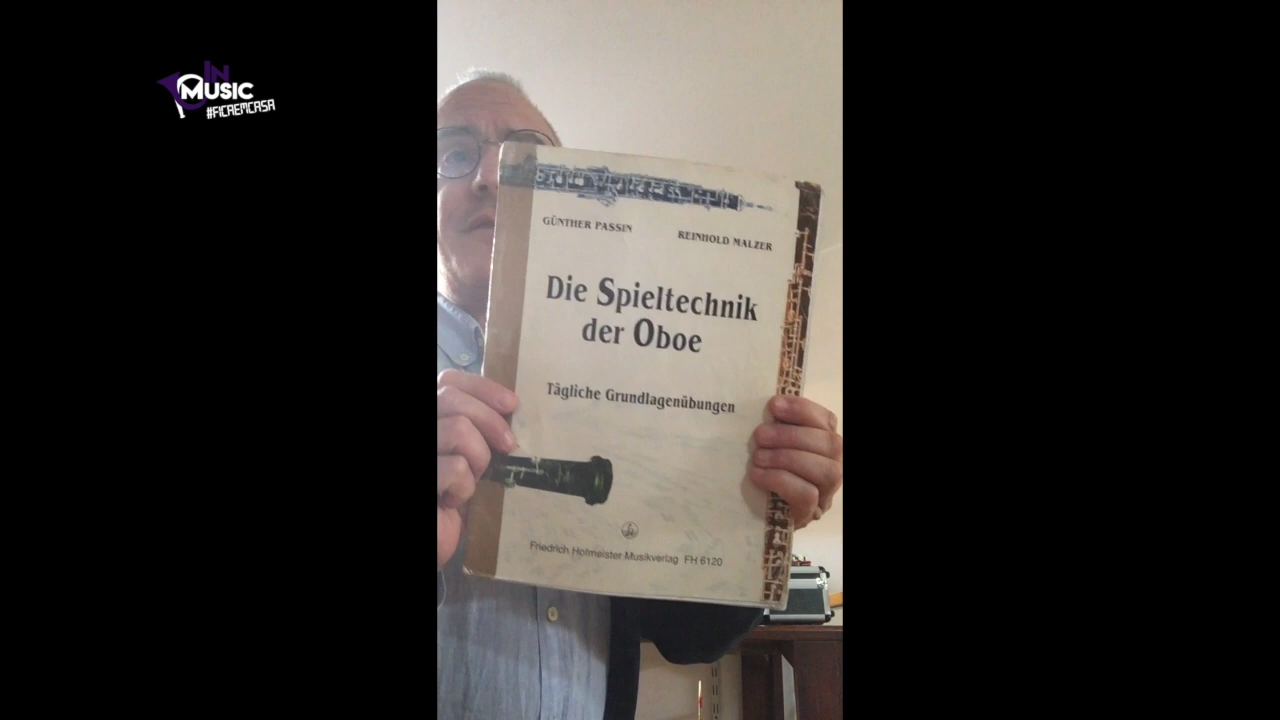 IN
MUSIC
#FICAEMCASA
GÜNTHER PASSIN
REINHOLD MALZER
Die Spieltechnik
der Oboe
Tägliche Grundlagenübungen
Friedrich Hofmeister Musikverlag FH 6120